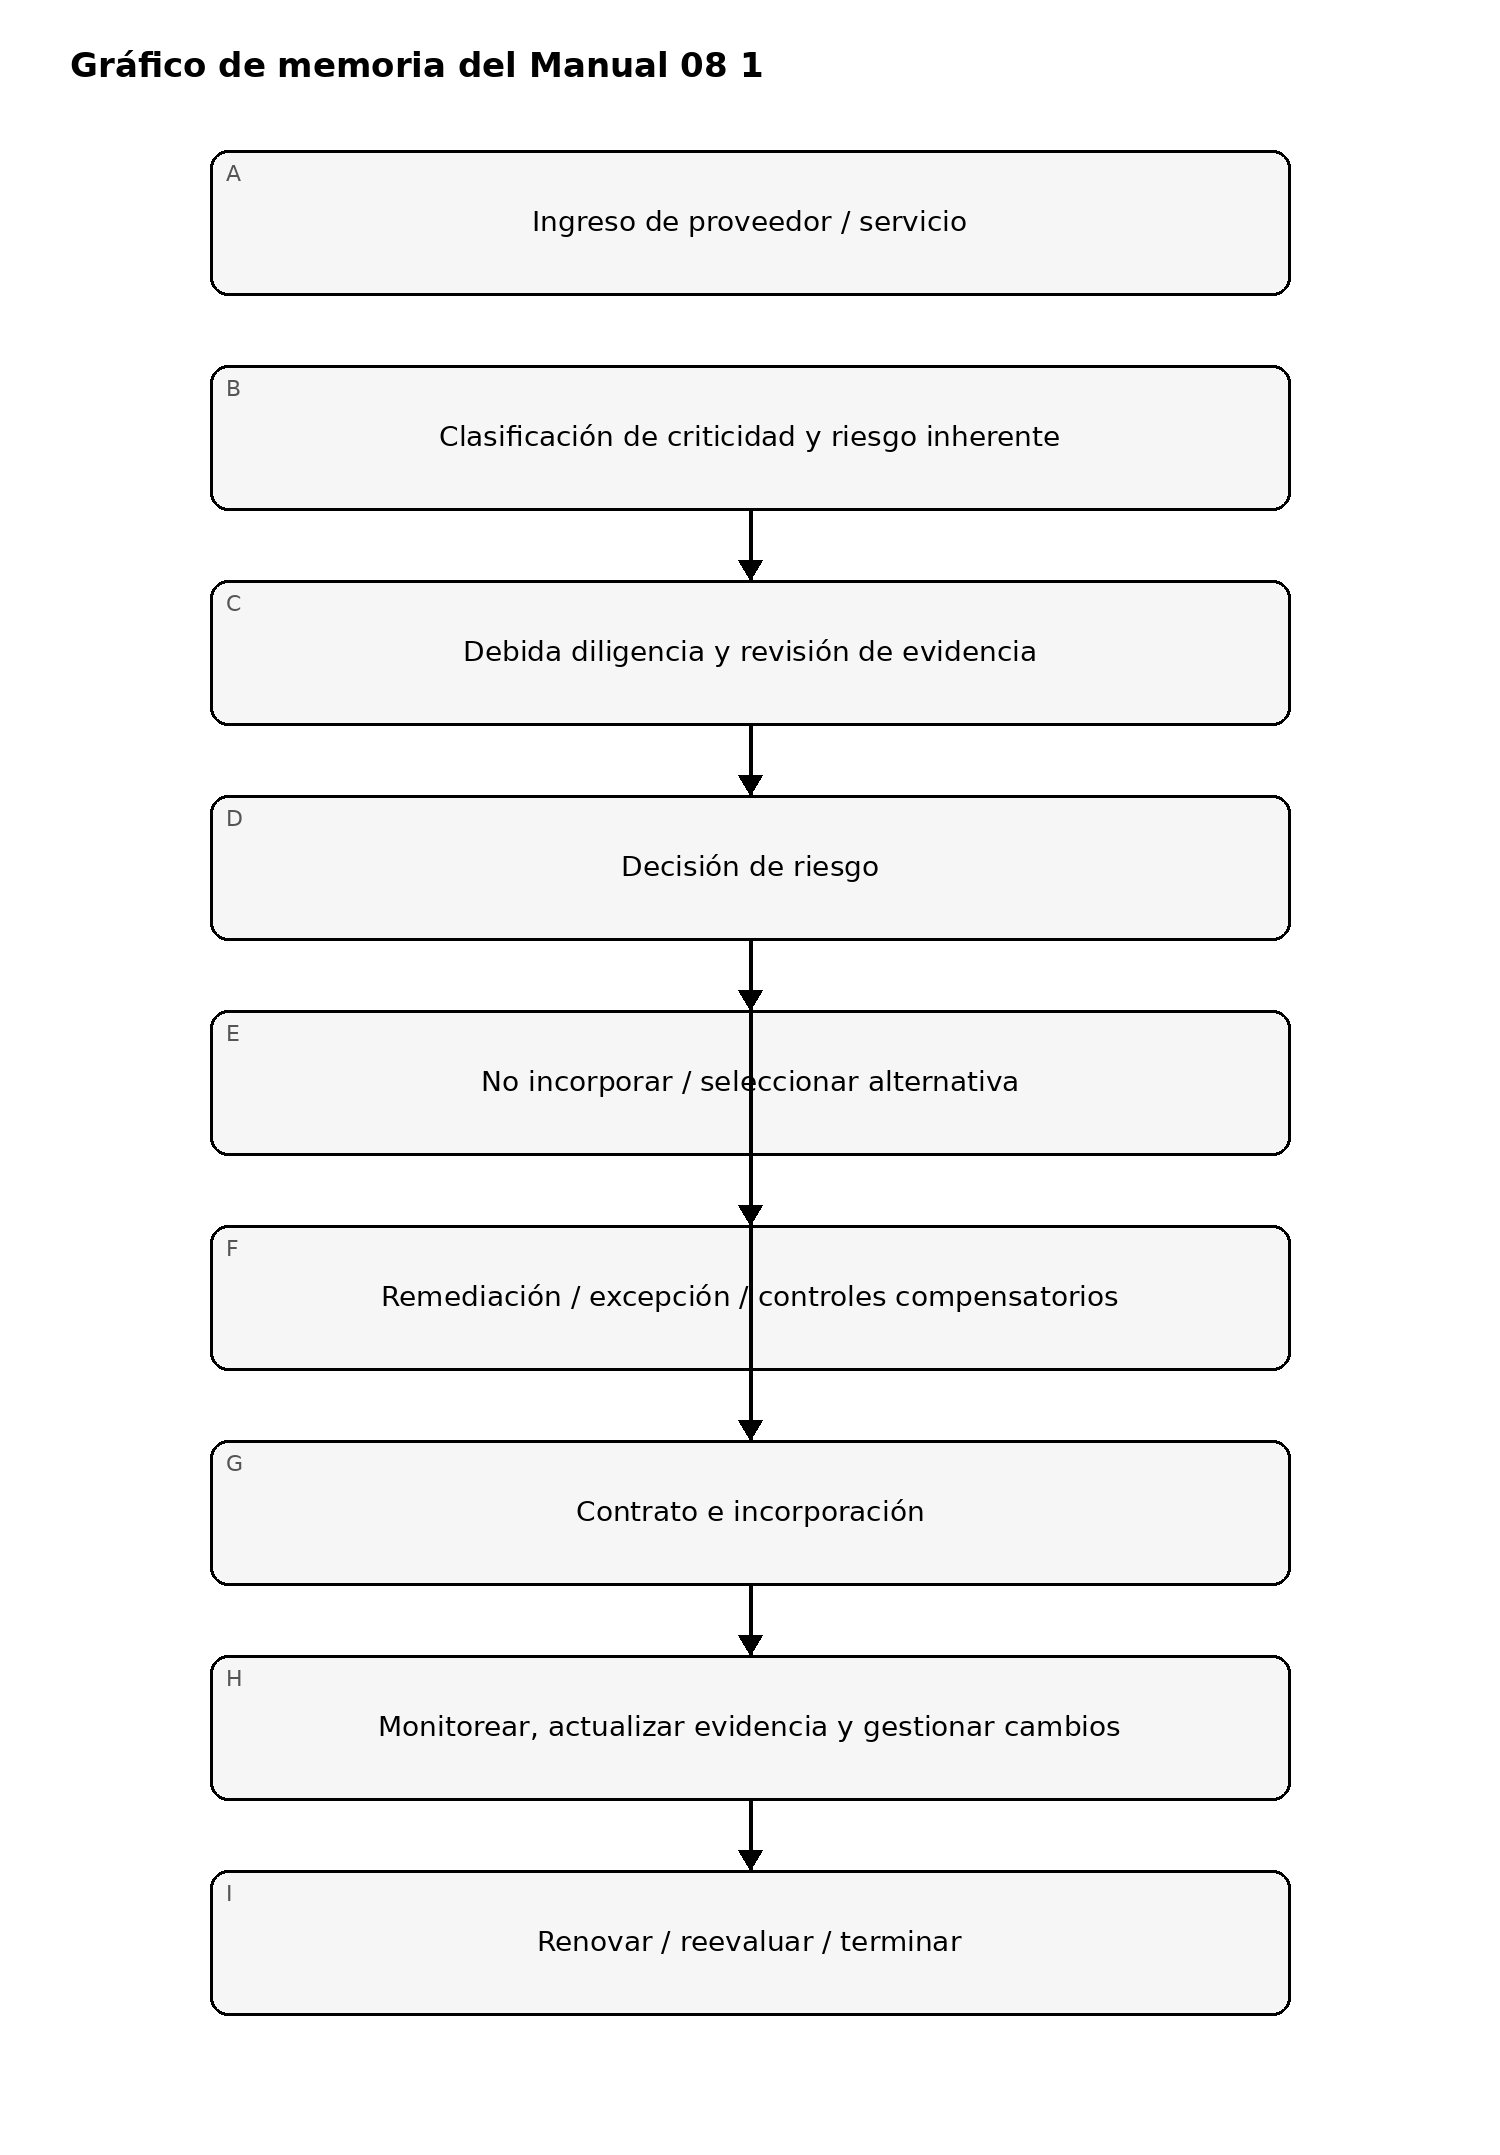 Gráfico de memoria del Manual 08 1
A
Ingreso de proveedor / servicio
B
Clasificación de criticidad y riesgo inherente
C
Debida diligencia y revisión de evidencia
D
Decisión de riesgo
E
No incorporar / seleccionar alternativa
F
Remediación / excepción / controles compensatorios
G
Contrato e incorporación
H
Monitorear, actualizar evidencia y gestionar cambios
I
Renovar / reevaluar / terminar